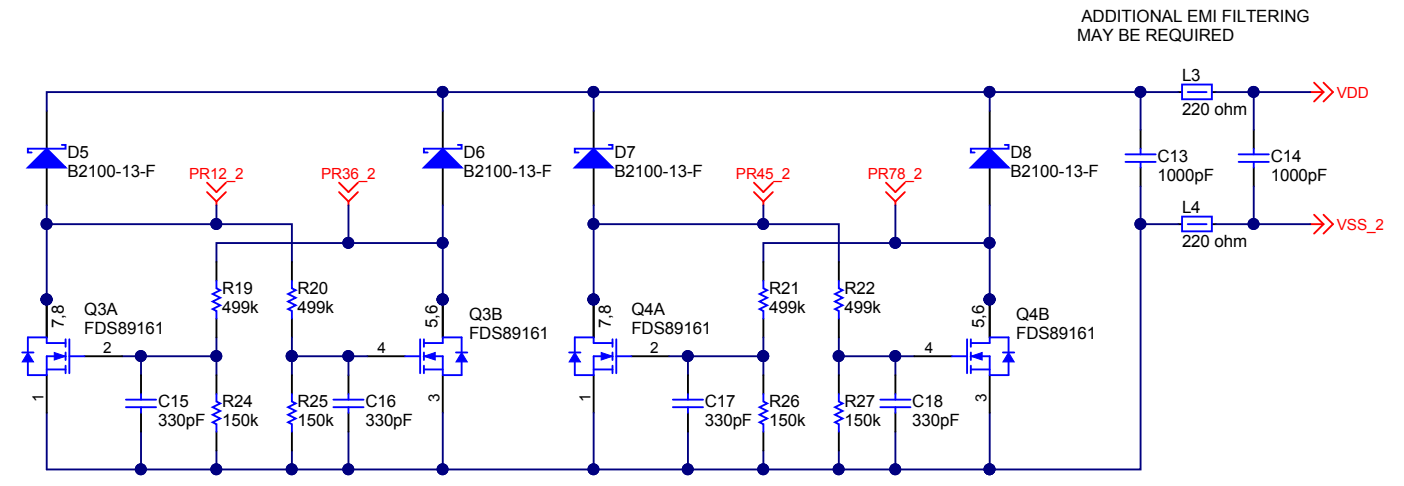 ADDITIONAL EMI FILTERING
MAY BE REQUIRED
L3
220 ohm
VDD
D5
B2100-13-F
PR12_2
PR36_2
D6
B2100-13-F
D7
B2100-13-F
PR45_2
PR78_2
D8
B2100-13-F
C13
1000pF
C14
1000pF
L4
220 ohm
VSS_2
7,8
Q3A
FDS89161
2
1
R19
499k
R20
499k
5,6
Q3B
FDS89161
4
3
C15
330pF
R24
150k
R25
150k
C16
330pF
7,8
Q4A
FDS89161
2
1
R21
499k
R22
499k
5,6
Q4B
FDS89161
4
3
C17
330pF
R26
150k
R27
150k
C18
330pF